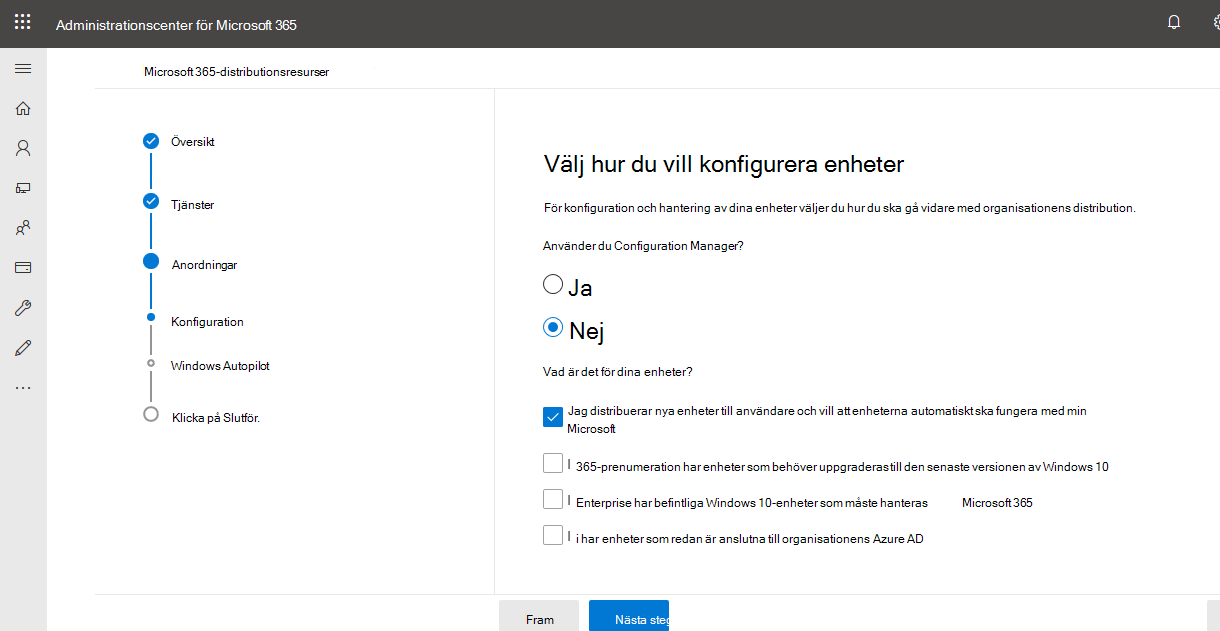 Administrationscenter för Microsoft 365
Microsoft 365-distributionsresurser
Översikt
Tjänster
Anordningar
Konfiguration
Windows Autopilot
Klicka på Slutför.
Välj hur du vill konfigurera enheter
För konfiguration och hantering av dina enheter väljer du hur du ska gå vidare med organisationens distribution.
Använder du Configuration Manager?
Ja
Nej
Vad är det för dina enheter?
Jag distribuerar nya enheter till användare och vill att enheterna automatiskt ska fungera med min
Microsoft
I 365-prenumeration har enheter som behöver uppgraderas till den senaste versionen av Windows 10
I Enterprise har befintliga Windows 10-enheter som måste hanteras Microsoft 365
I i har enheter som redan är anslutna till organisationens Azure AD
Fram
Nästa steg